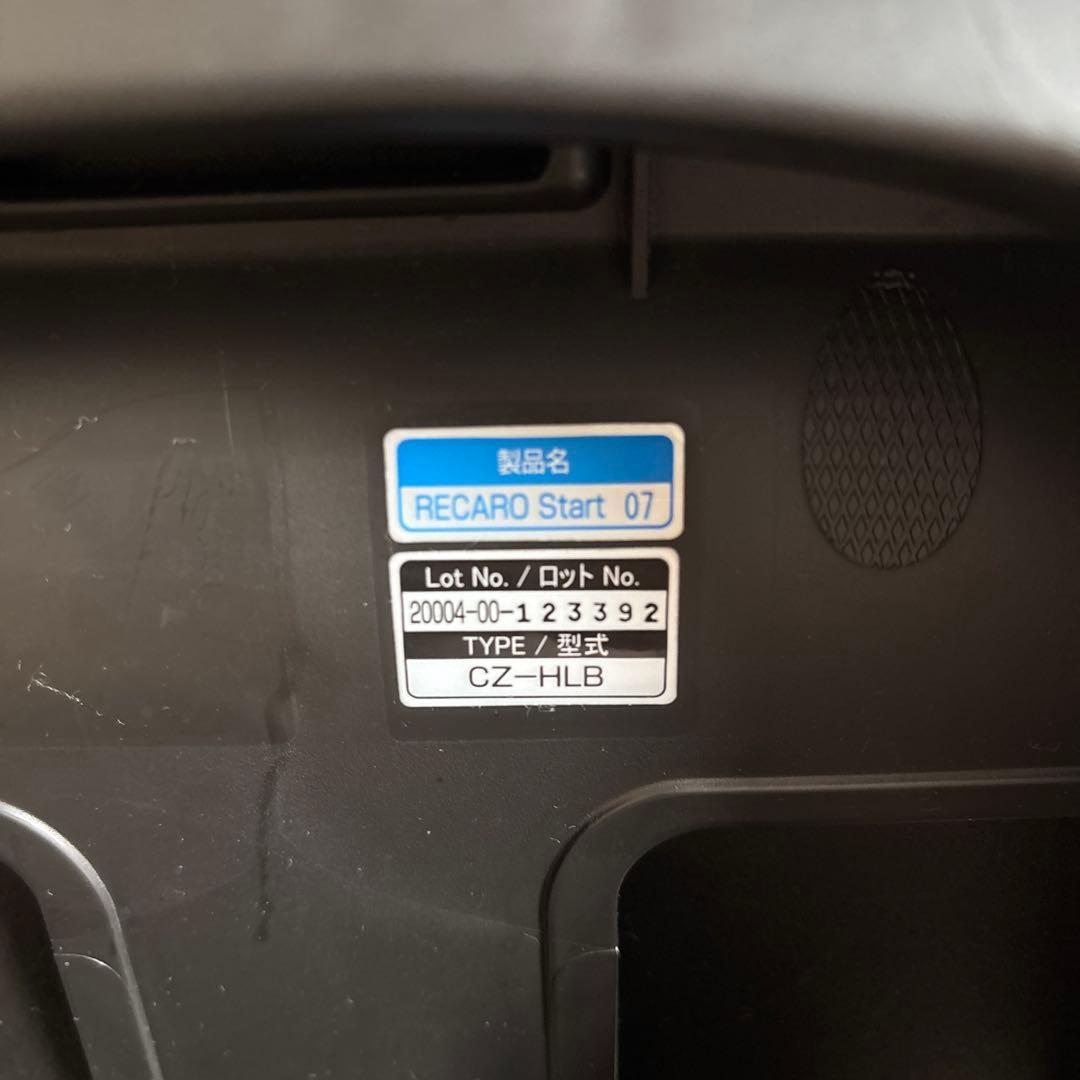 製品名
RECARO Start 07
Lot No. / ロット No.
20004-00-123392
TYPE / 型式
CZ-HLB